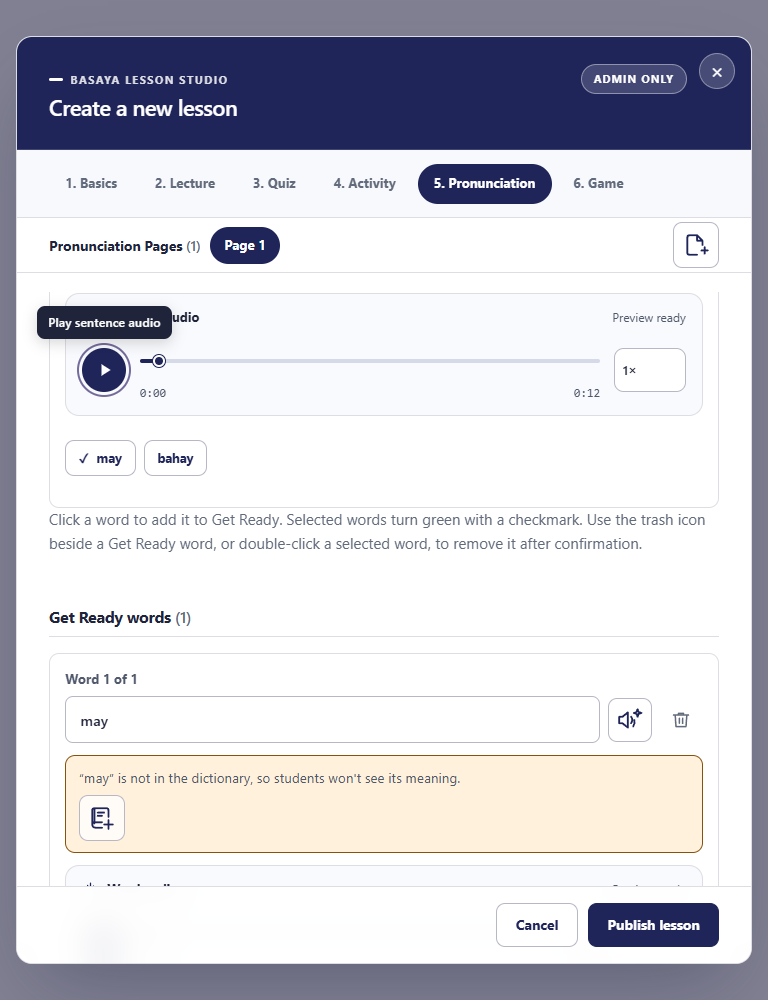 BASAYA LESSON STUDIO
Create a new lesson
ADMIN ONLY
1. Basics
2. Lecture
3. Quiz
4. Activity
5. Pronunciation
6. Game
Pronunciation Pages (1)
Page 1
Play sentence audio
Preview ready
0:00
0:12
1×
✓ may
bahay
Click a word to add it to Get Ready. Selected words turn green with a checkmark. Use the trash icon
beside a Get Ready word, or double-click a selected word, to remove it after confirmation.
Get Ready words (1)
Word 1 of 1
may
“may” is not in the dictionary, so students won't see its meaning.
Cancel
Publish lesson